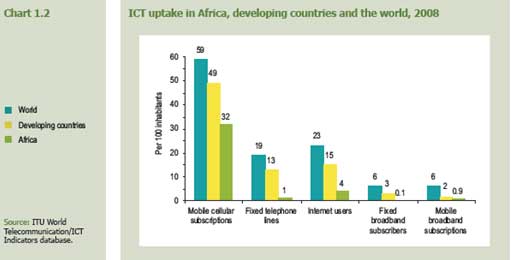 Chart 1.2
ICT uptake in Africa, developing countries and the world, 2008
World
Developing countries
Africa
Source: ITU World
Telecommunication/ICT
Indicators database.
Per 100 inhabitants
60
50
40
30
20
10
0
59
49
32
19
13
1
23
15
4
6
3
0.1
6
2
0.9
Mobile cellular
subscriptions
Fixed telephone
lines
Internet users
Fixed
broadband
subscribers
Mobile
broadband
subscriptions